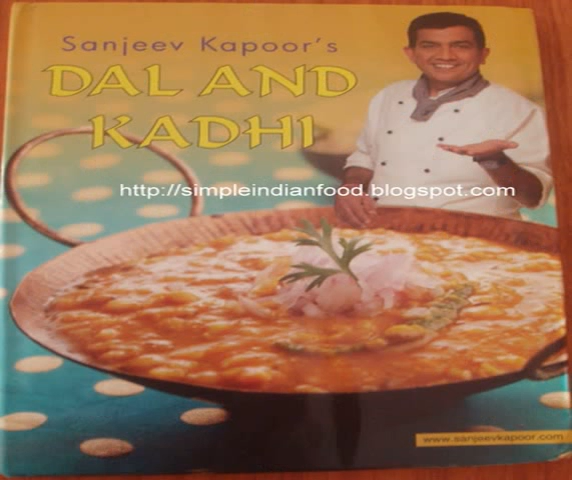 Sanjeev Kapoor's
DAL AND
KADHI
http://simpleindianfood.blogspot.com
www.sanjeevkapoor.com